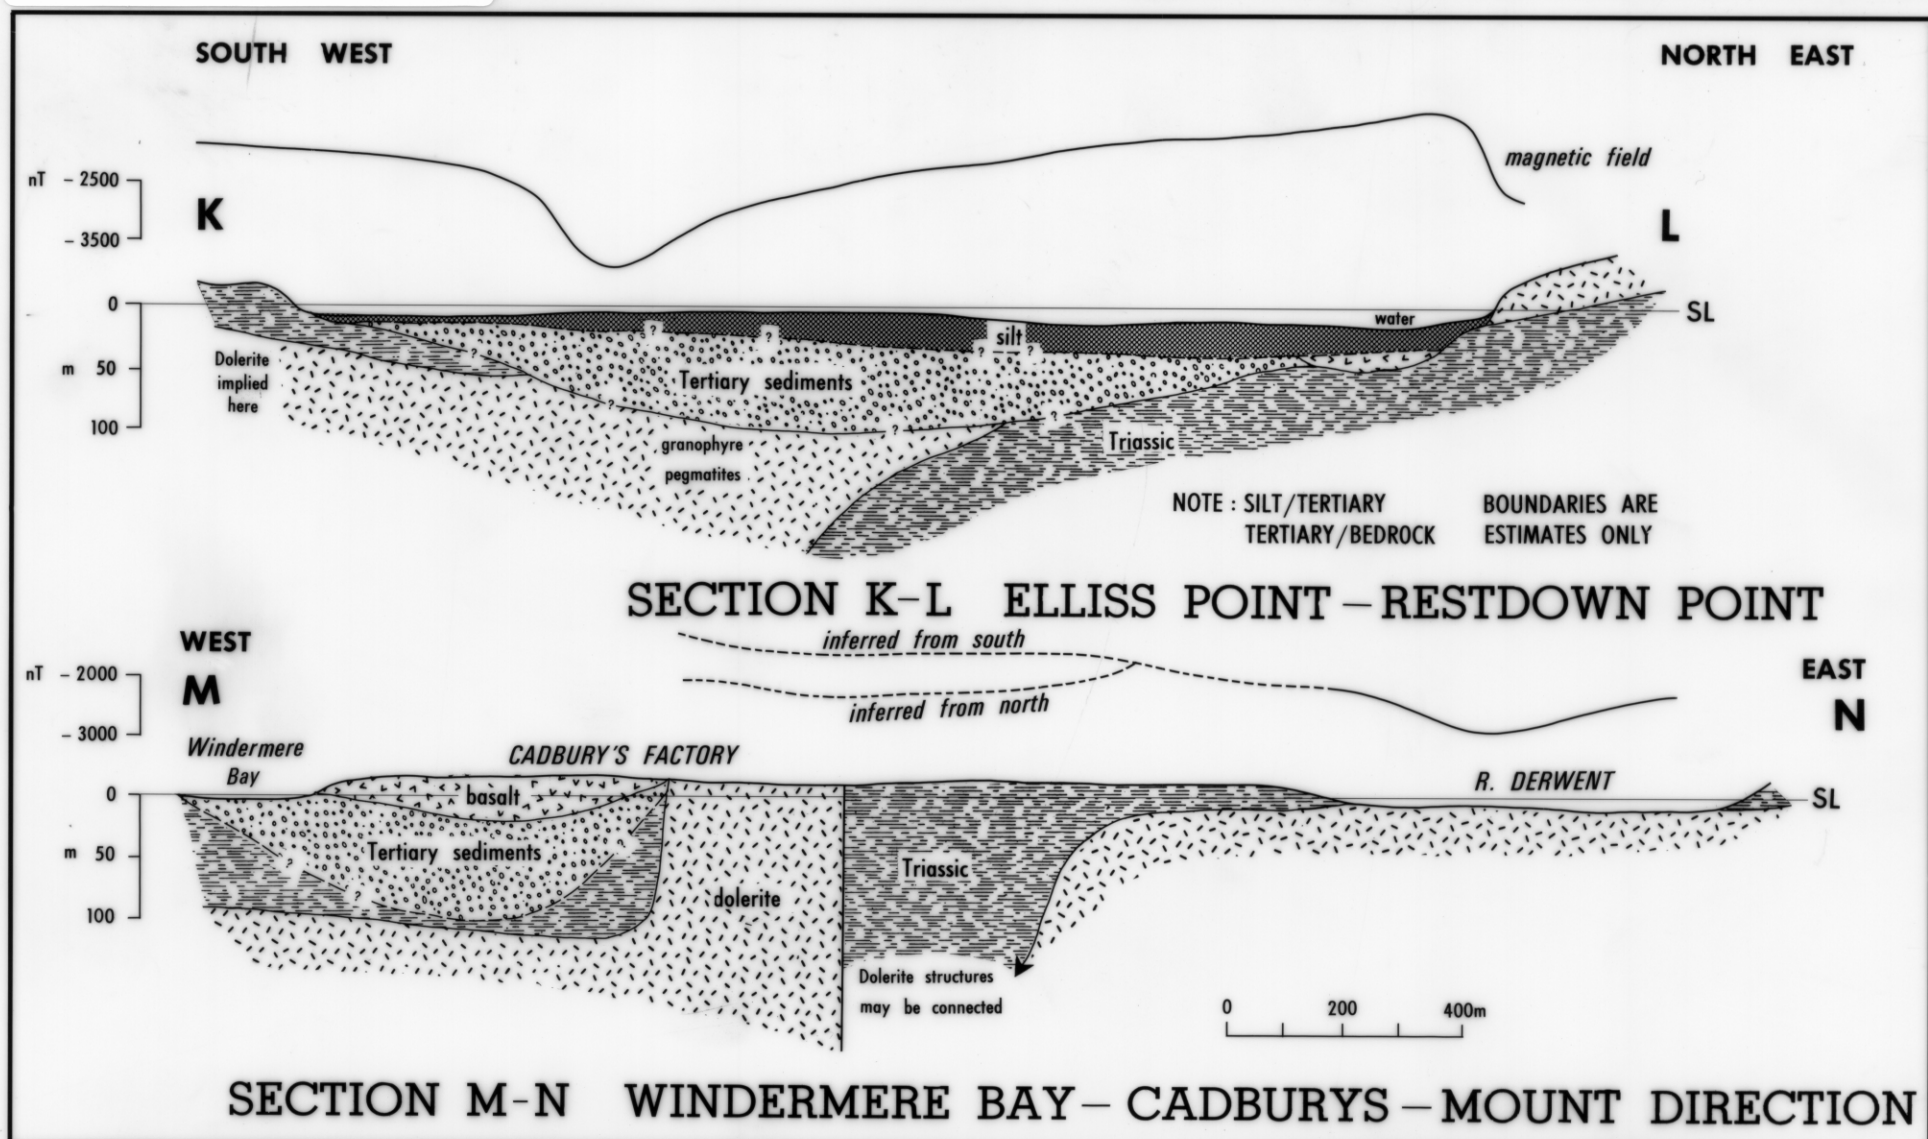 SOUTH WEST
NORTH EAST
magnetic field
nT - 2500
- 3500
K
L
0
SL
water
silt
?
?
?
?
?
Dolerite
implied
here
m 50
Tertiary sediments
?
?
?
100
granophyre
pegmatites
Triassic
NOTE : SILT/TERTIARY BOUNDARIES ARE
TERTIARY/BEDROCK ESTIMATES ONLY
SECTION K-L ELLISS POINT - RESTDOWN POINT
WEST
inferred from south
EAST
nT - 2000
M
inferred from north
N
- 3000
Windermere
Bay
CADBURY'S FACTORY
R. DERWENT
0
basalt
SL
m 50
Tertiary sediments
?
?
?
Triassic
dolerite
100
Dolerite structures
may be connected
0 200 400m
SECTION M-N WINDERMERE BAY - CADBURYS - MOUNT DIRECTION